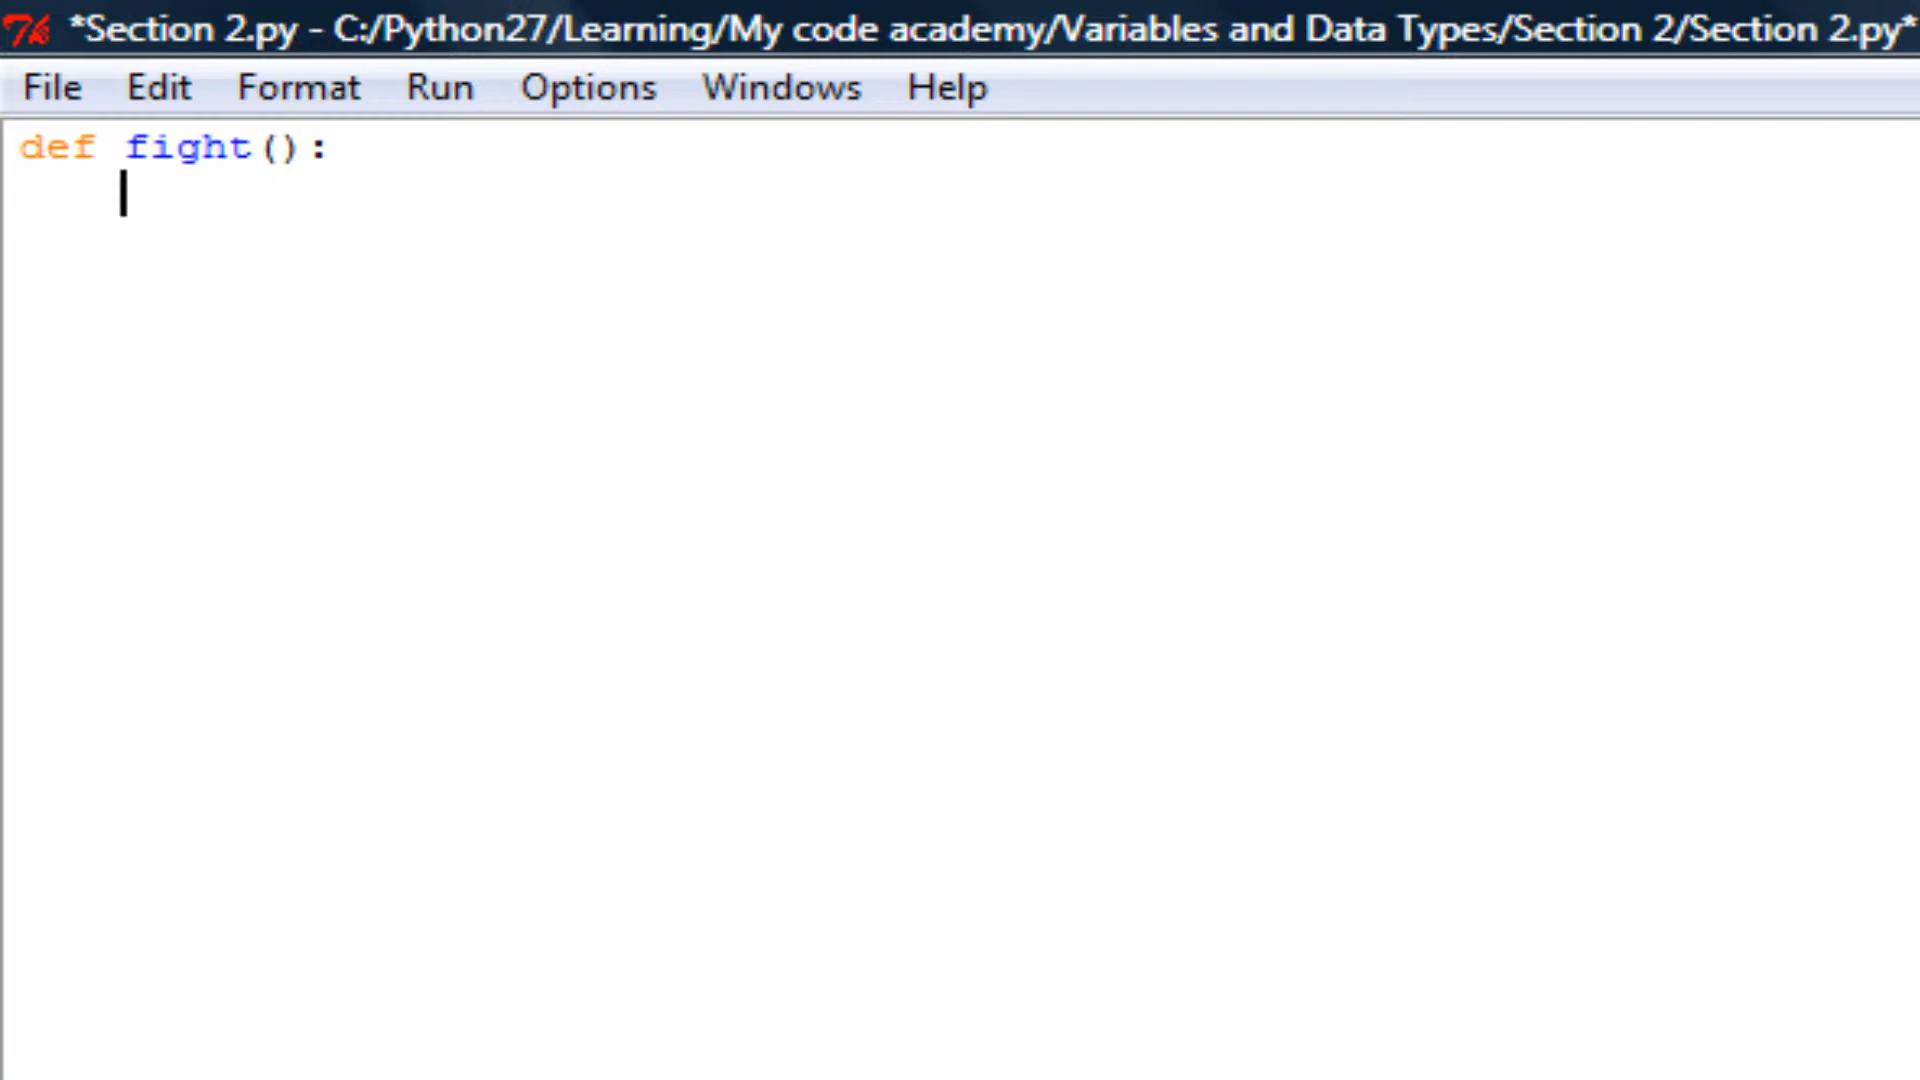 *Section 2.py - C:/Python27/Learning/My code academy/Variables and Data Types/Section 2/Section 2.py*
File Edit Format Run Options Windows Help
def fight():